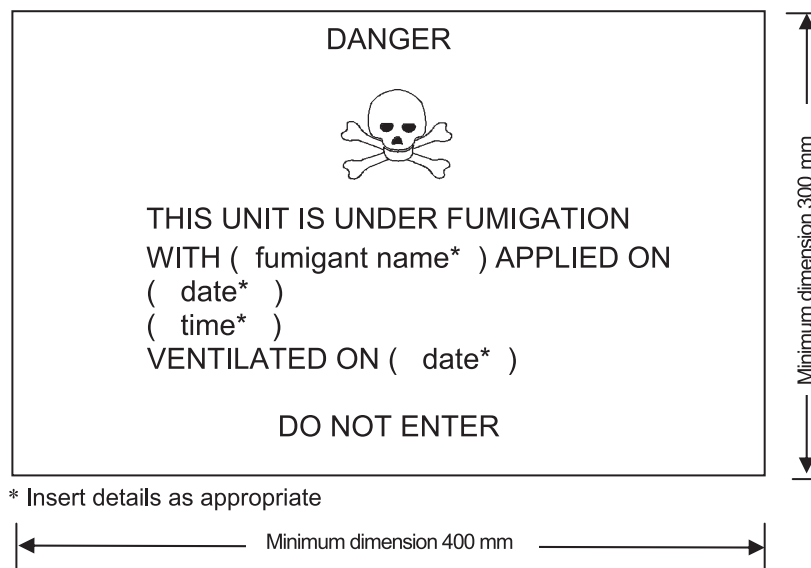 DANGER
THIS UNIT IS UNDER FUMIGATION
WITH ( fumigant name* ) APPLIED ON
( date* )
( time* )
VENTILATED ON ( date* )
DO NOT ENTER
* Insert details as appropriate
Minimum dimension 400 mm
Minimum dimension 300 mm